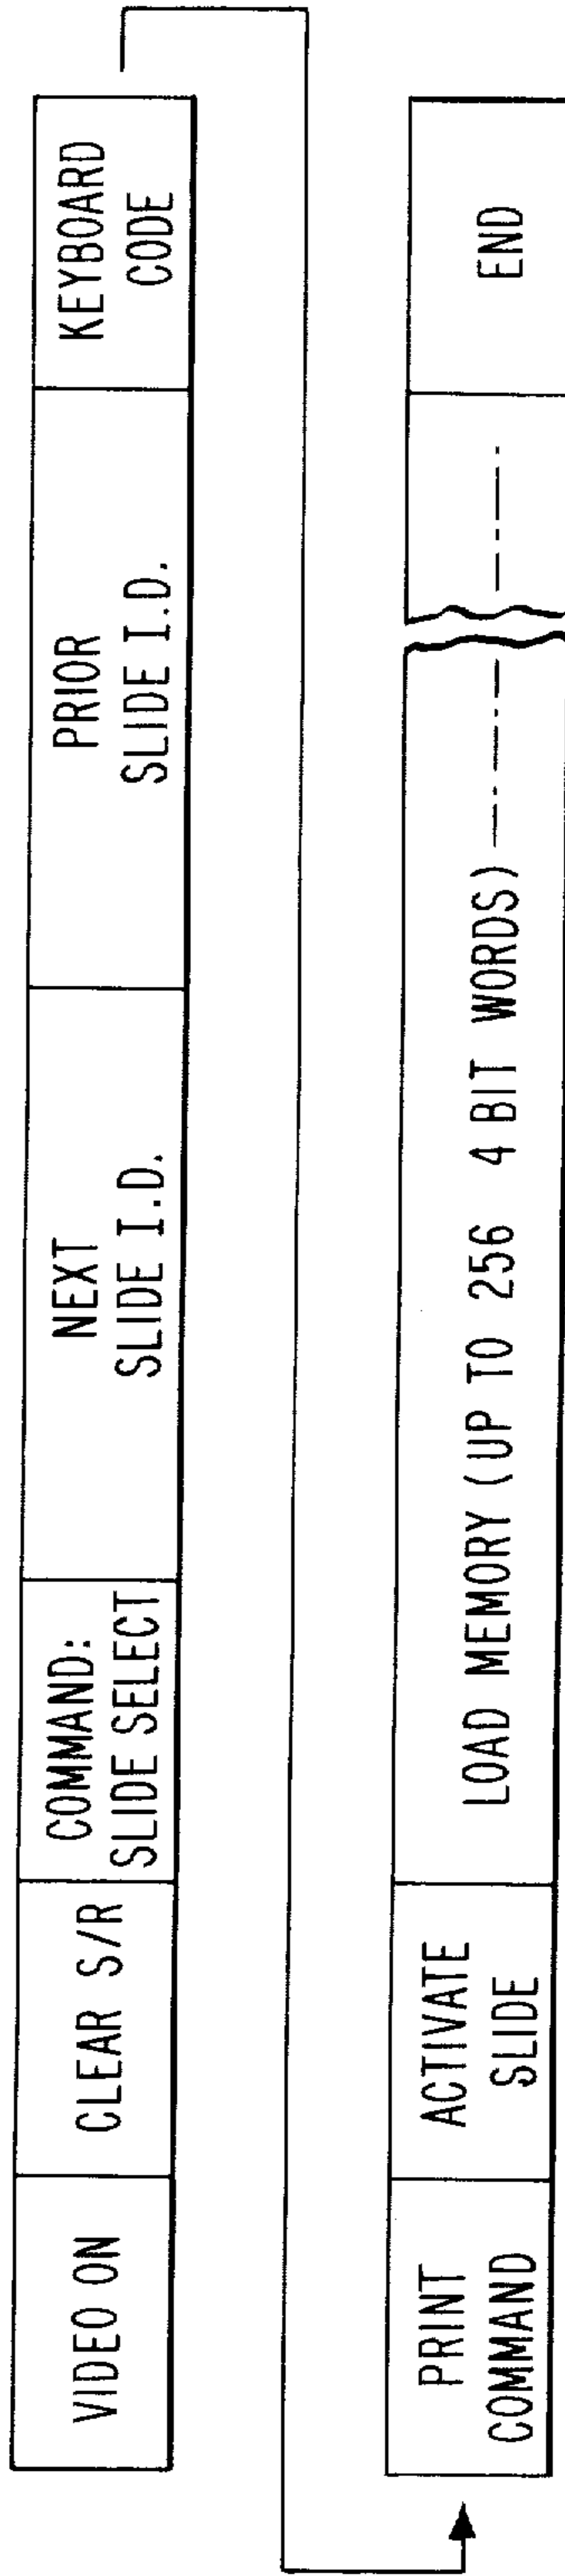 VIDEO ON
CLEAR S/R
COMMAND:
SLIDE SELECT
NEXT
SLIDE I.D.
PRIOR
SLIDE I.D.
KEYBOARD
CODE
PRINT
COMMAND
ACTIVATE
SLIDE
LOAD MEMORY (UP TO 256 4 BIT WORDS)
END